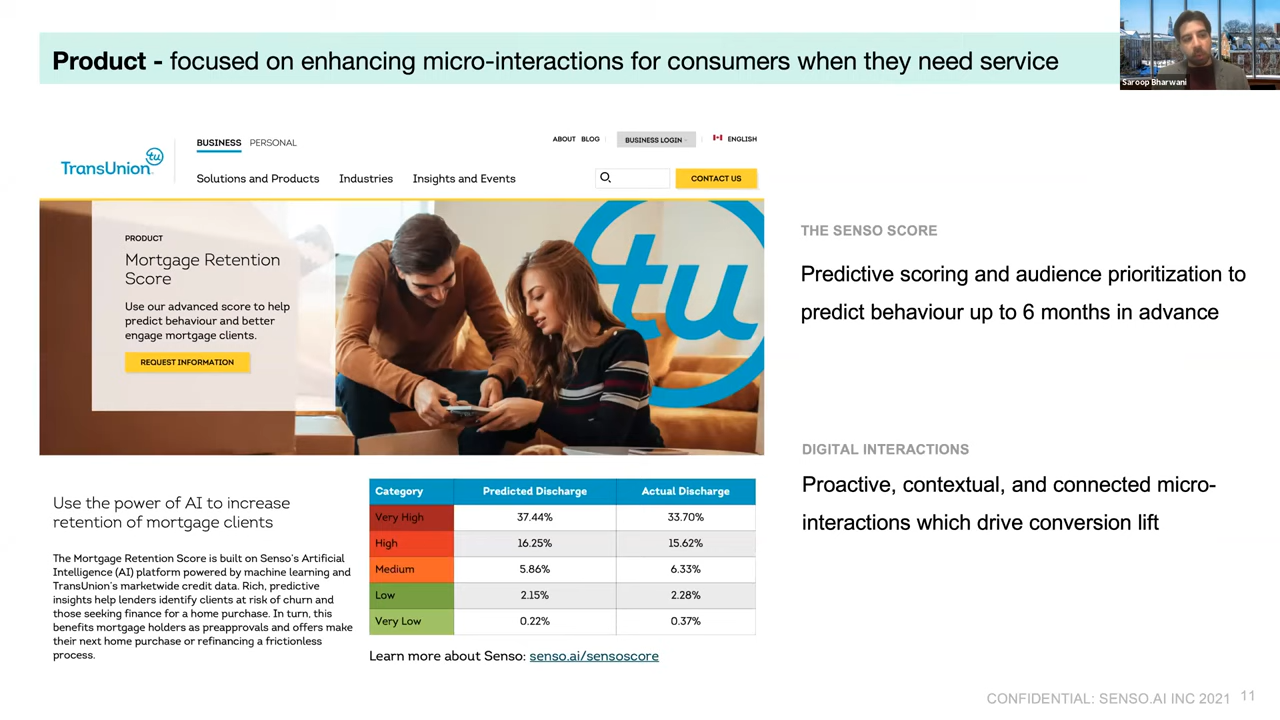 Product - focused on enhancing micro-interactions for consumers when they need service
Saroop Bharwani
TransUnion
tu
BUSINESS PERSONAL
ABOUT BLOG
BUSINESS LOGIN
ENGLISH
Solutions and Products Industries Insights and Events
CONTACT US
PRODUCT
Mortgage Retention
Score
Use our advanced score to help
predict behaviour and better
engage mortgage clients.
REQUEST INFORMATION
tu
THE SENSO SCORE
Predictive scoring and audience prioritization to
predict behaviour up to 6 months in advance
DIGITAL INTERACTIONS
Proactive, contextual, and connected micro-
interactions which drive conversion lift
Use the power of AI to increase
retention of mortgage clients
The Mortgage Retention Score is built on Senso's Artificial
Intelligence (AI) platform powered by machine learning and
TransUnion's marketwide credit data. Rich, predictive
insights help lenders identify clients at risk of churn and
those seeking finance for a home purchase. In turn, this
benefits mortgage holders as preapprovals and offers make
their next home purchase or refinancing a frictionless
process.
Category Predicted Discharge Actual Discharge
Very High 37.44% 33.70%
High 16.25% 15.62%
Medium 5.86% 6.33%
Low 2.15% 2.28%
Very Low 0.22% 0.37%
Learn more about Senso: senso.ai/sensoscore
CONFIDENTIAL: SENSO.AI INC 2021 11